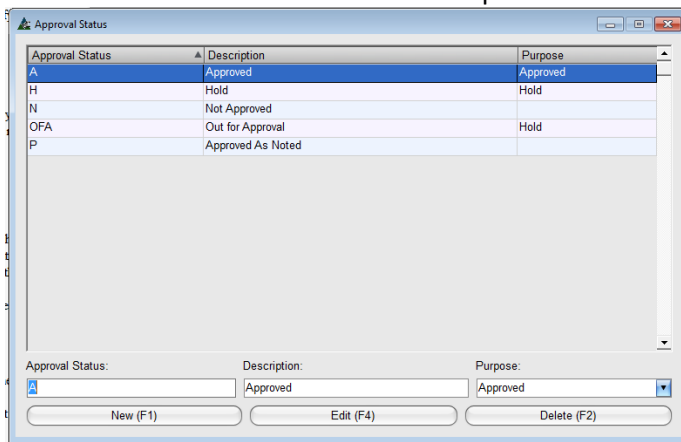 Approval Status
Approval Status Description Purpose
A Approved Approved
H Hold Hold
N Not Approved
OFA Out for Approval Hold
P Approved As Noted
Approval Status: Description: Purpose:
A Approved Approved
New (F1) Edit (F4) Delete (F2)